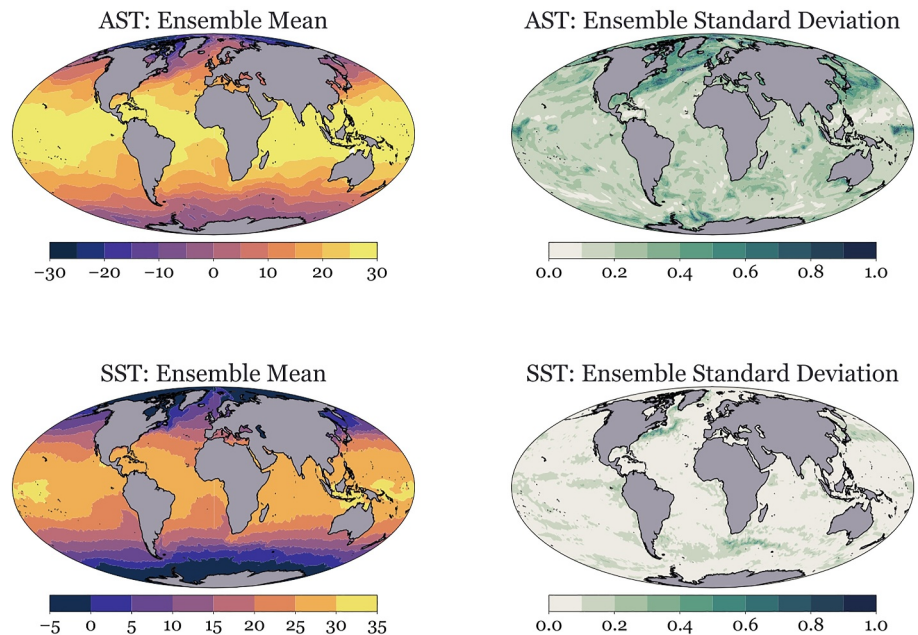 AST: Ensemble Mean
AST: Ensemble Standard Deviation
−30 −20 −10 0 10 20 30
0.0 0.2 0.4 0.6 0.8 1.0
SST: Ensemble Mean
SST: Ensemble Standard Deviation
−5 0 5 10 15 20 25 30 35
0.0 0.2 0.4 0.6 0.8 1.0